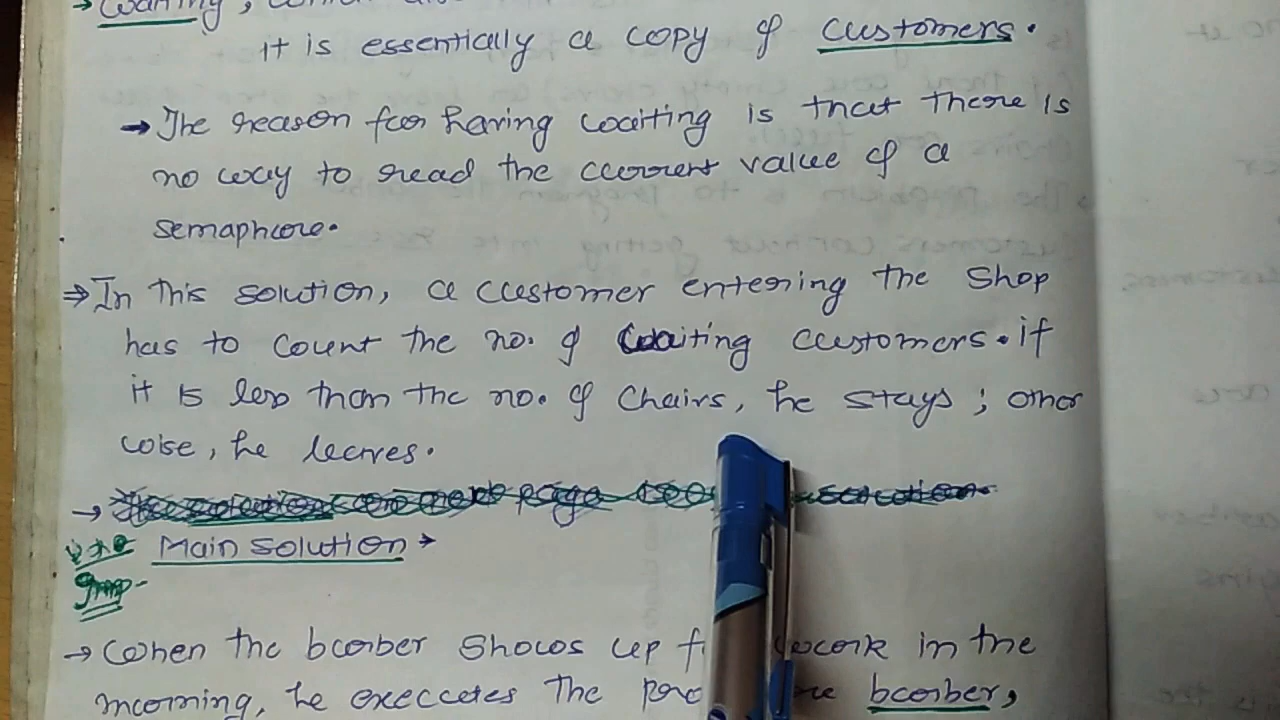 → waiting,
it is essentially a copy of customers.
→ The reason for having waiting is that there is
no way to read the current value of a
semaphore.
⇒ In this solution, a customer entering the shop
has to count the no. of waiting customers. if
it is less than the no. of chairs, he stays; other
wise, he leaves.
→ page
Main solution →
Imp-
→ When the barber shows up work in the
morning, he executes the barber,